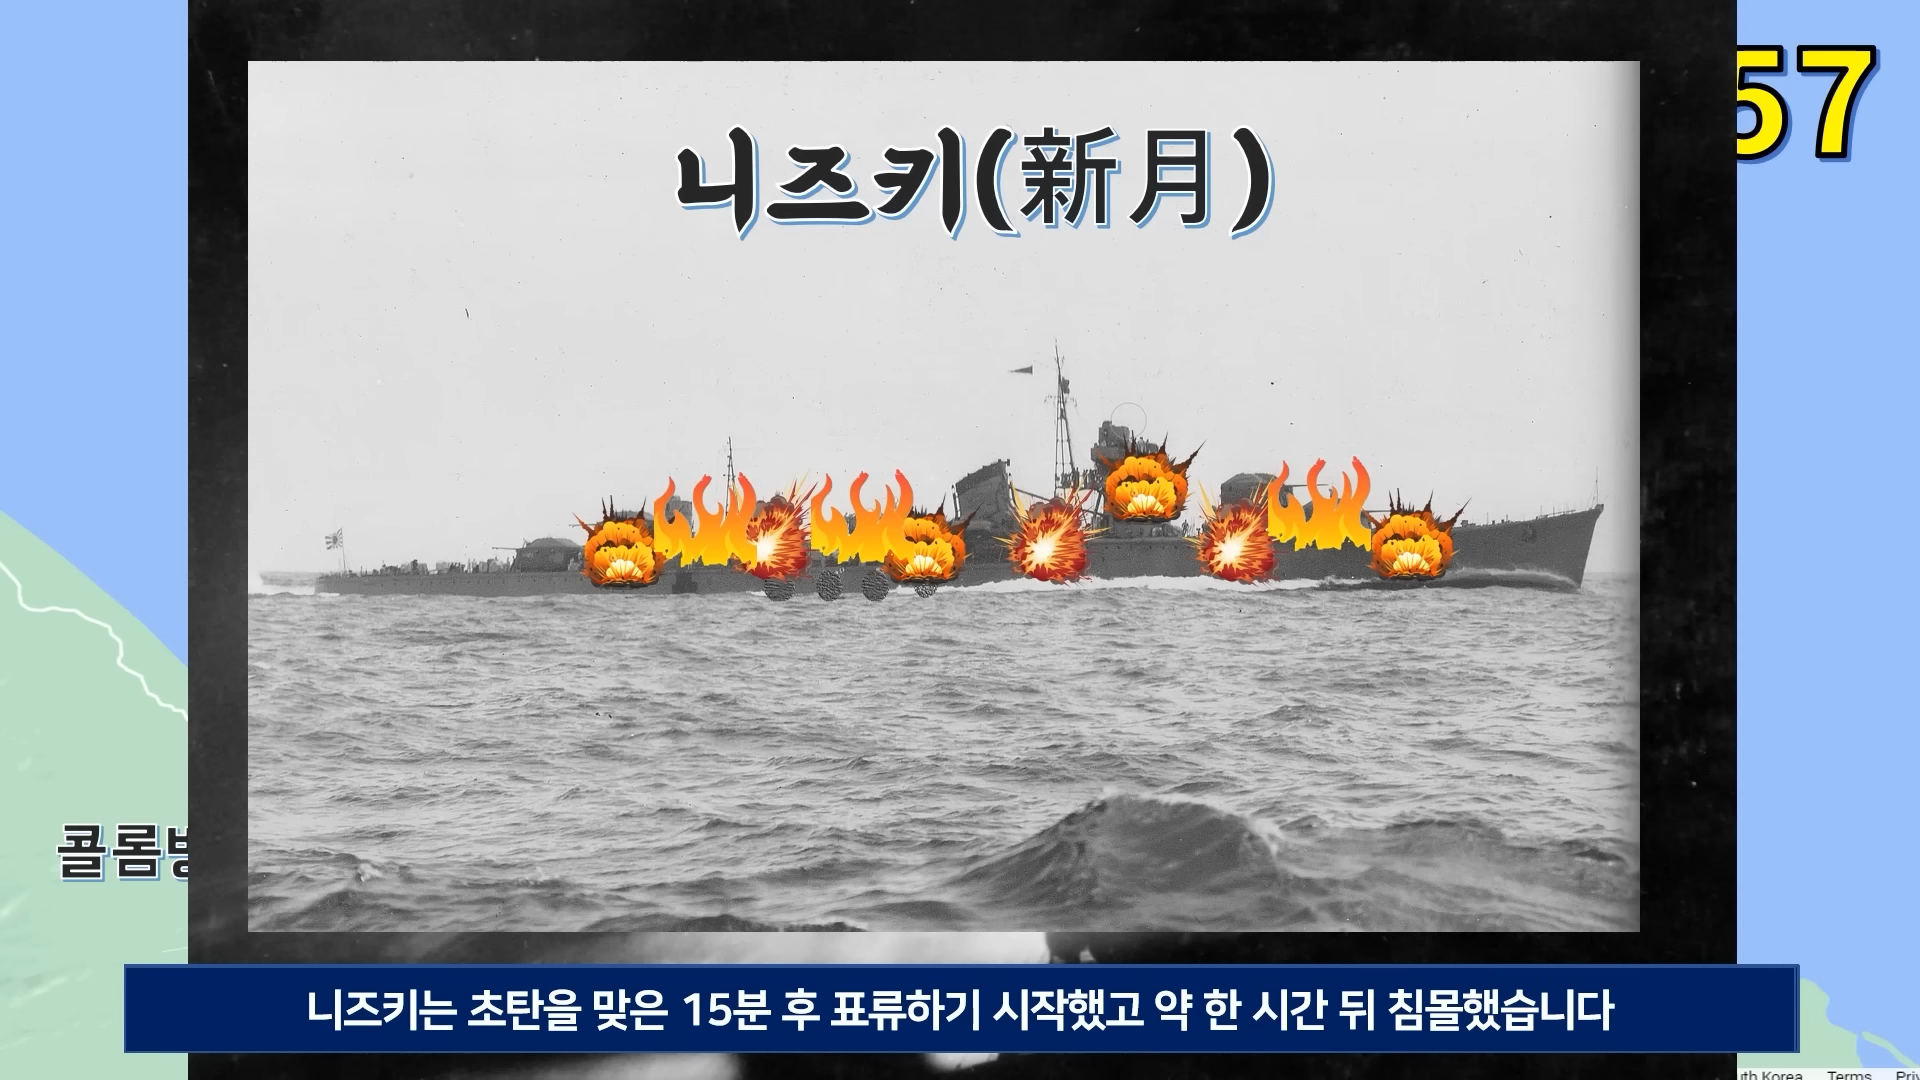 57
니즈키(新月)
콜롬
니즈키는 초탄을 맞은 15분 후 표류하기 시작했고 약 한 시간 뒤 침몰했습니다
uth Korea Terms